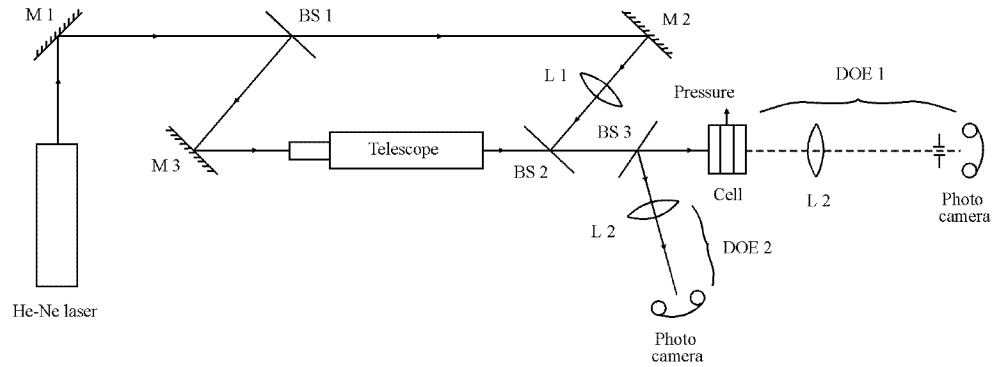 M 1
BS 1
M 2
L 1
DOE 1
Pressure
BS 3
M 3
Telescope
BS 2
Cell
L 2
Photo
camera
L 2
DOE 2
He-Ne laser
Photo
camera